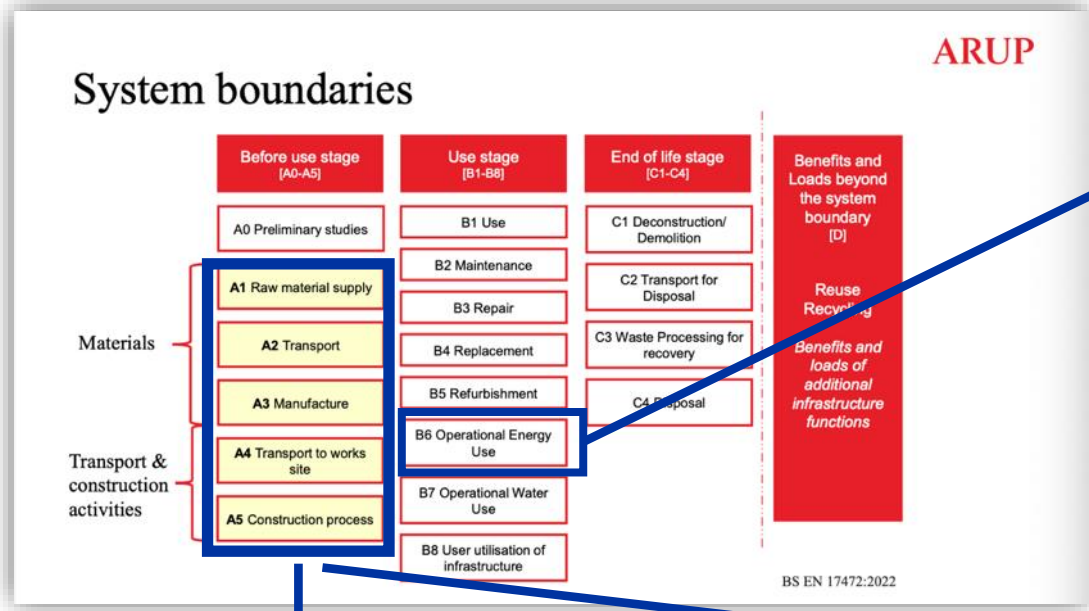 ARUP
System boundaries
Before use stage
[A0-A5]
A0 Preliminary studies
A1 Raw material supply
A2 Transport
A3 Manufacture
A4 Transport to works
site
A5 Construction process
Materials
Transport &
construction
activities
Use stage
[B1-B8]
B1 Use
B2 Maintenance
B3 Repair
B4 Replacement
B5 Refurbishment
B6 Operational Energy
Use
B7 Operational Water
Use
B8 User utilisation of
infrastructure
End of life stage
[C1-C4]
C1 Deconstruction/
Demolition
C2 Transport for
Disposal
C3 Waste Processing for
recovery
C4 Disposal
Benefits and
Loads beyond
the system
boundary
[D]
Reuse
Recycling
Benefits and
loads of
additional
infrastructure
functions
BS EN 17472:2022